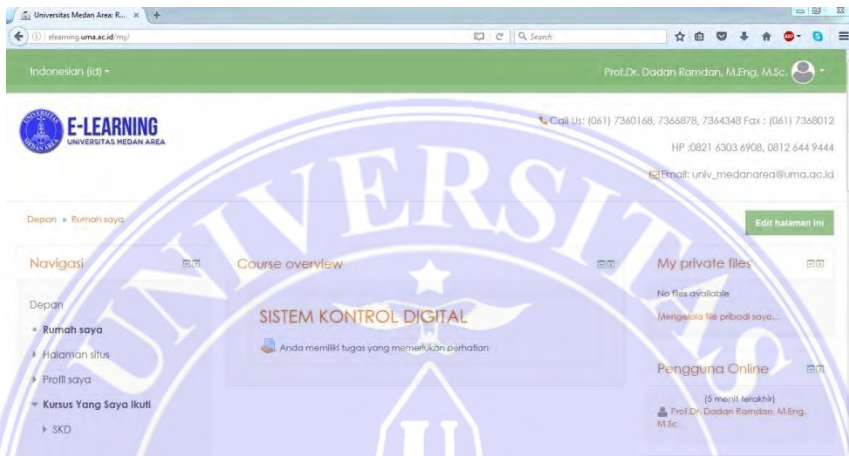 Universitas Medan Area: R...
elearning.uma.ac.id/my/
Search
Indonesian (id)
Prof.Dr. Dadan Ramdan, M.Eng, M.Sc.
E-LEARNING
UNIVERSITAS MEDAN AREA
Call Us: (061) 7360168, 7366878, 7364348 Fax : (061) 7368012
HP :0821 6303 6908, 0812 644 9444
Email: univ_medanarea@uma.ac.id
Depan Rumah saya
Edit halaman ini
Navigasi
Depan
Rumah saya
Halaman situs
Profil saya
Kursus Yang Saya Ikuti
SKD
Course overview
SISTEM KONTROL DIGITAL
Anda memiliki tugas yang memerlukan perhatian
My private files
No files available
Mengelola file pribadi saya...
Pengguna Online
(5 menit terakhir)
Prof.Dr. Dadan Ramdan, M.Eng,
M.Sc.
UNIVERSITAS
U